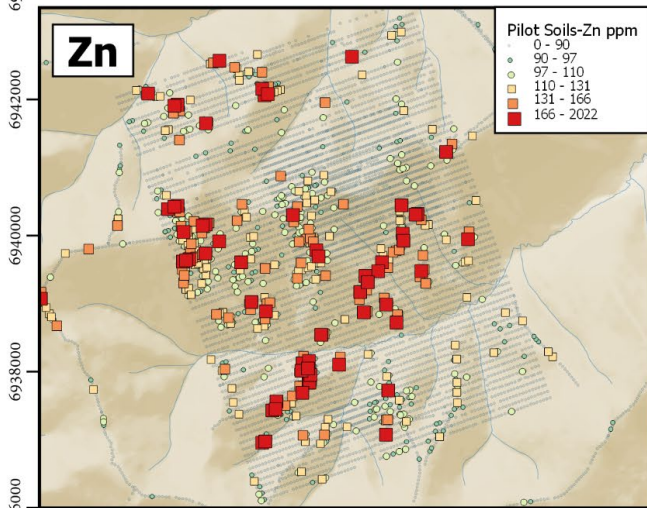 Zn
Pilot Soils-Zn ppm
0 - 90
90 - 97
97 - 110
110 - 131
131 - 166
166 - 2022
6942000
6940000
6938000